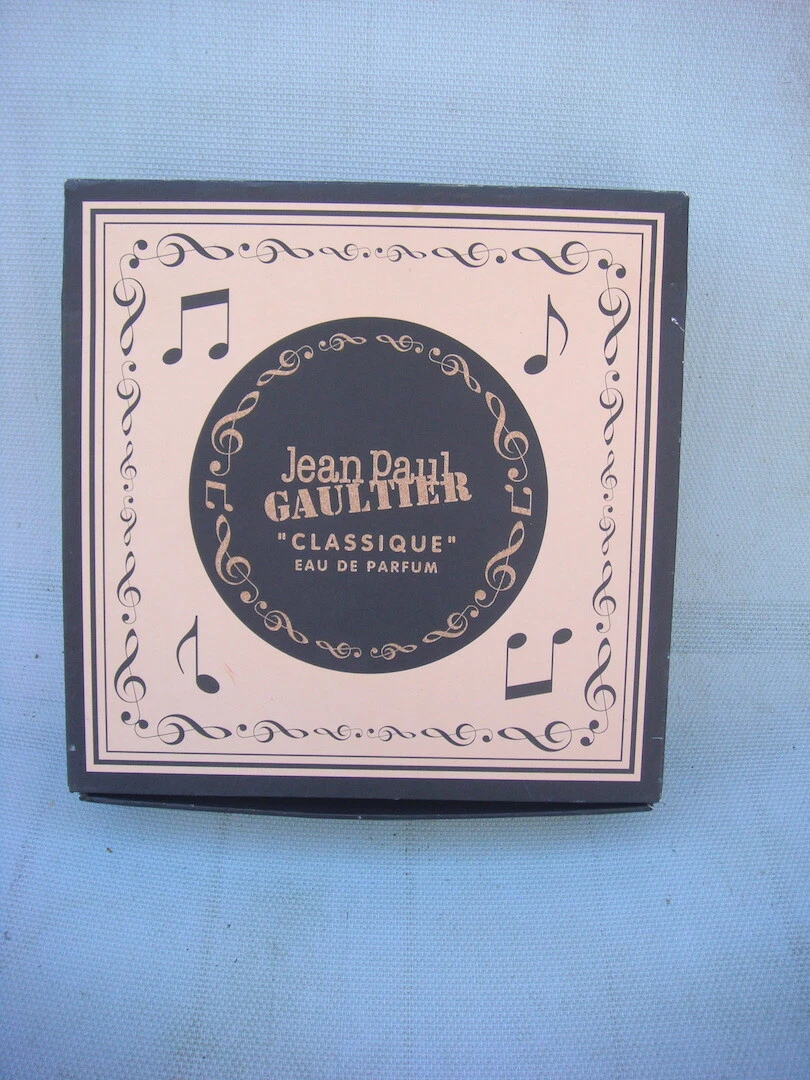 Jean Paul
GAULTIER
"CLASSIQUE"
EAU DE PARFUM